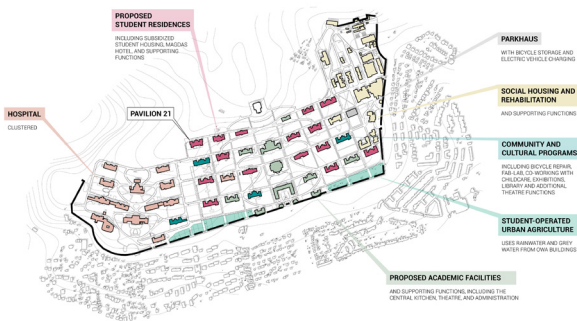 PROPOSED
STUDENT RESIDENCES
INCLUDING SUBSIDIZED
STUDENT HOUSING, MAGDAS
HOTEL, AND SUPPORTING
FUNCTIONS
PAVILION 21
HOSPITAL
CLUSTERED
PARKHAUS
WITH BICYCLE STORAGE AND
ELECTRIC VEHICLE CHARGING
SOCIAL HOUSING AND
REHABILITATION
AND SUPPORTING FUNCTIONS
COMMUNITY AND
CULTURAL PROGRAMS
INCLUDING BICYCLE REPAIR,
FAB-LAB, CO-WORKING WITH
CHILDCARE, EXHIBITIONS,
LIBRARY AND ADDITIONAL
THEATRE FUNCTIONS
STUDENT-OPERATED
URBAN AGRICULTURE
USES RAINWATER AND GREY
WATER FROM OWA BUILDINGS
PROPOSED ACADEMIC FACILITIES
AND SUPPORTING FUNCTIONS, INCLUDING THE
CENTRAL KITCHEN, THEATRE, AND ADMINISTRATION